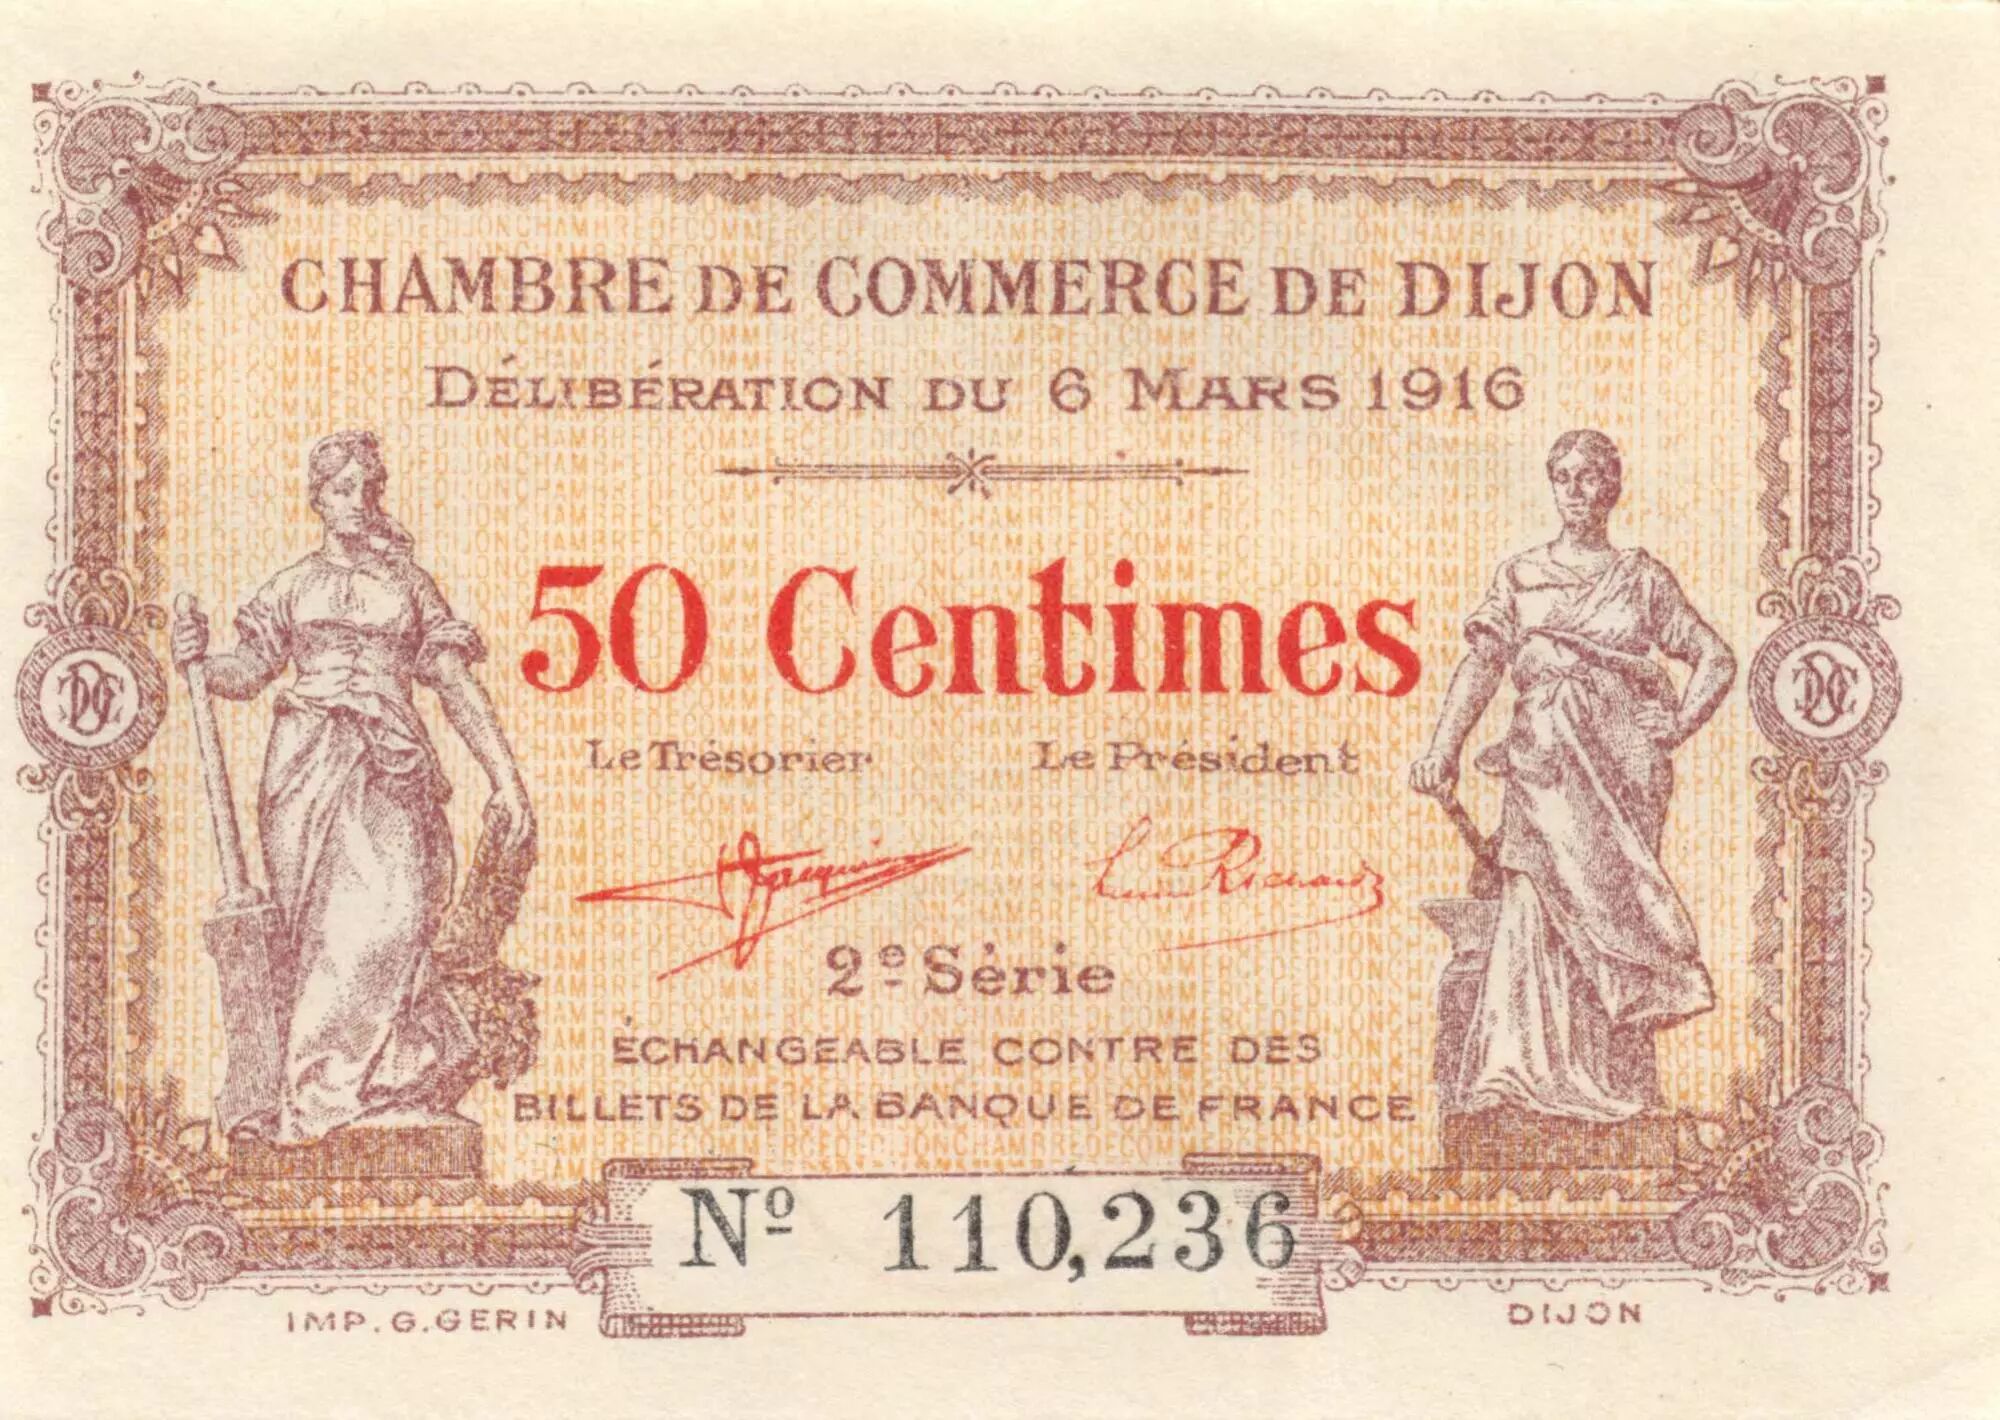 CHAMBRE DE COMMERCE DE DIJON
DÉLIBÉRATION DU 6 MARS 1916
50 Centimes
Le Trésorier Le Président
2e Série
ÉCHANGEABLE CONTRE DES
BILLETS DE LA BANQUE DE FRANCE
Nº 110,236
IMP. G. GERIN DIJON